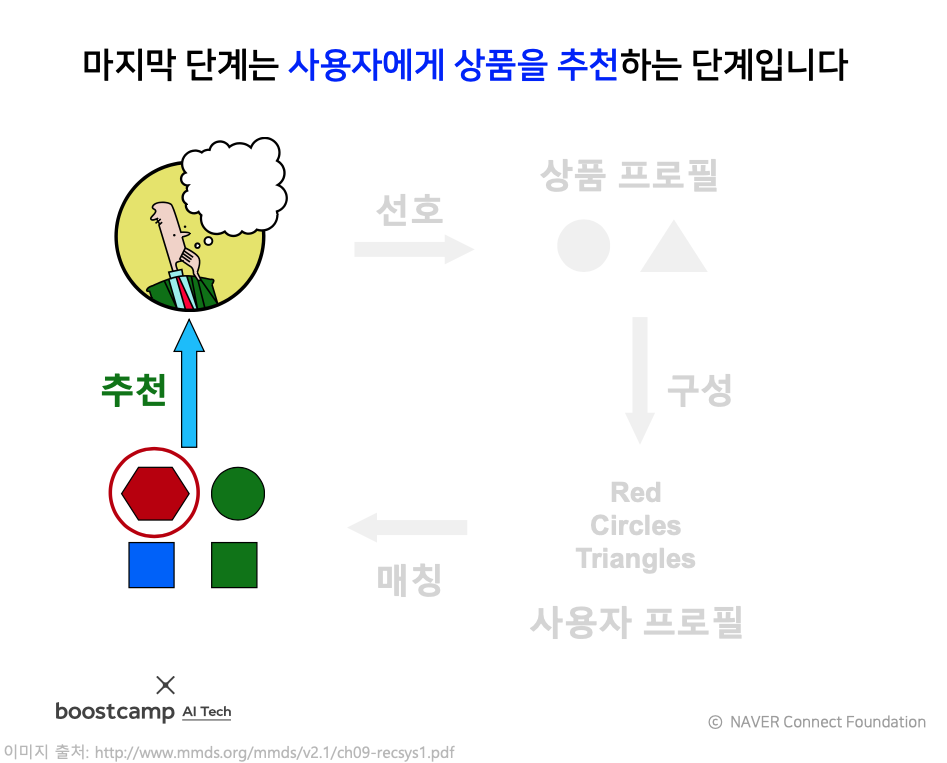 마지막 단계는 사용자에게 상품을 추천하는 단계입니다
선호
상품 프로필
추천
구성
Red
Circles
Triangles
매칭
사용자 프로필
boostcamp AI Tech
© NAVER Connect Foundation
이미지 출처: http://www.mmds.org/mmds/v2.1/ch09-recsys1.pdf